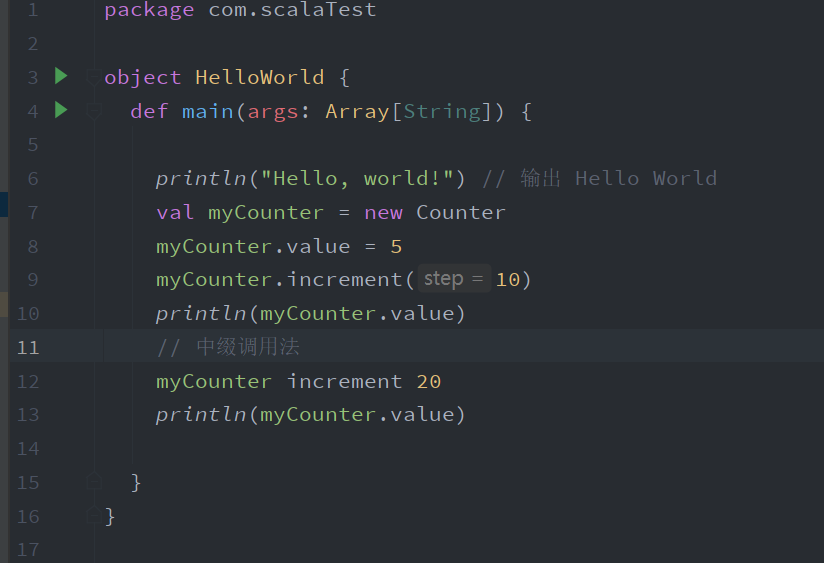 1 package com.scalaTest
2
3 object HelloWorld {
4 def main(args: Array[String]) {
5
6 println("Hello, world!") // 输出 Hello World
7 val myCounter = new Counter
8 myCounter.value = 5
9 myCounter.increment( step = 10)
10 println(myCounter.value)
11 // 中缀调用法
12 myCounter increment 20
13 println(myCounter.value)
14
15 }
16 }
17